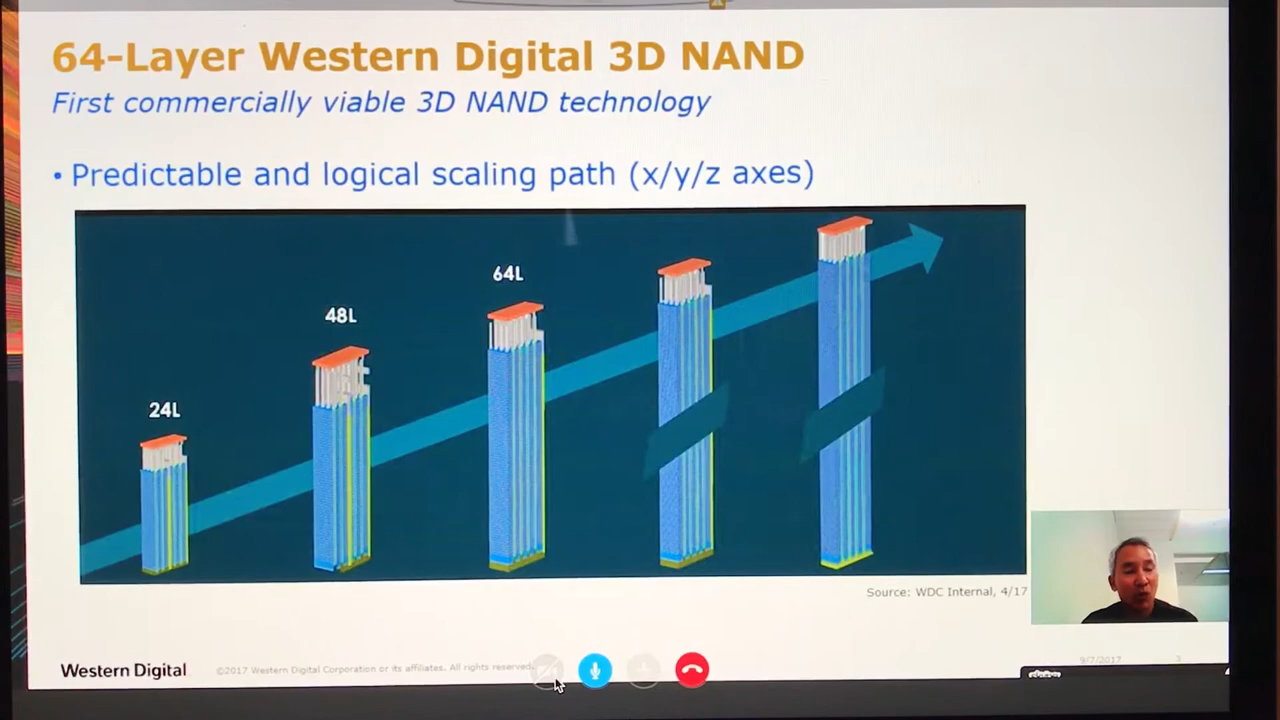 64-Layer Western Digital 3D NAND
First commercially viable 3D NAND technology
• Predictable and logical scaling path (x/y/z axes)
24L
48L
64L
Source: WDC Internal, 4/17
Western Digital
©2017 Western Digital Corporation or its affiliates. All rights reserved.
9/7/2017
3